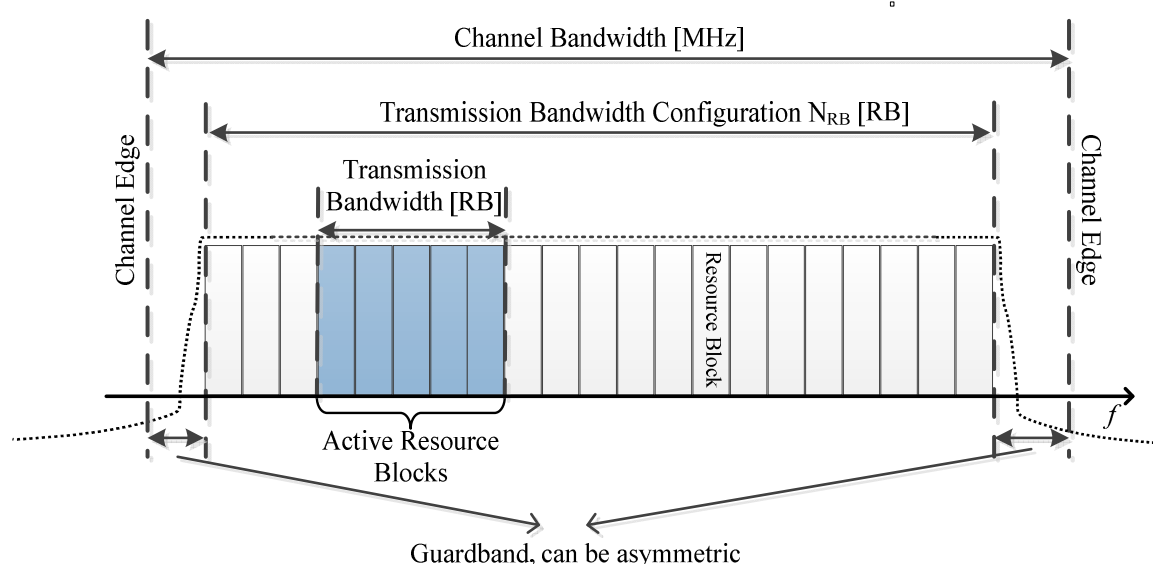 Channel Bandwidth [MHz]
Transmission Bandwidth Configuration NRB [RB]
Channel Edge
Transmission
Bandwidth [RB]
Channel Edge
Resource Block
f
Active Resource
Blocks
Guardband, can be asymmetric